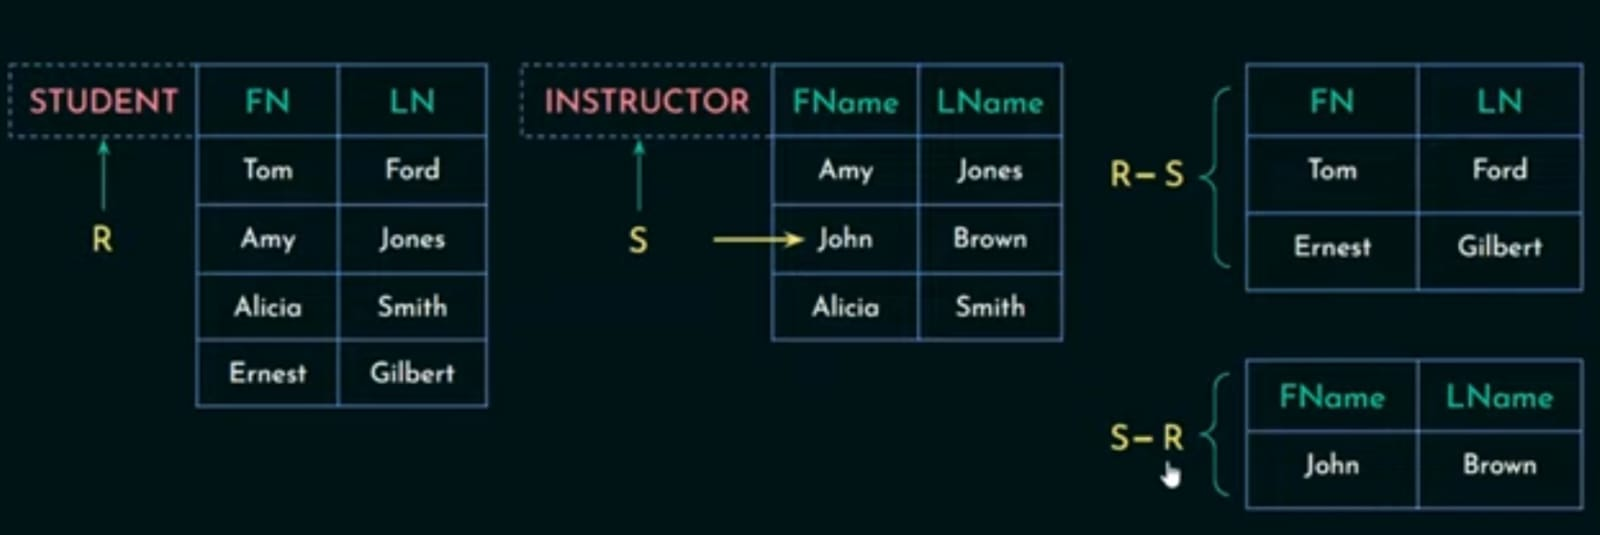 STUDENT FN LN
Tom Ford
Amy Jones
Alicia Smith
Ernest Gilbert
R
INSTRUCTOR FName LName
Amy Jones
John Brown
Alicia Smith
S
R – S
FN LN
Tom Ford
Ernest Gilbert
S – R
FName LName
John Brown